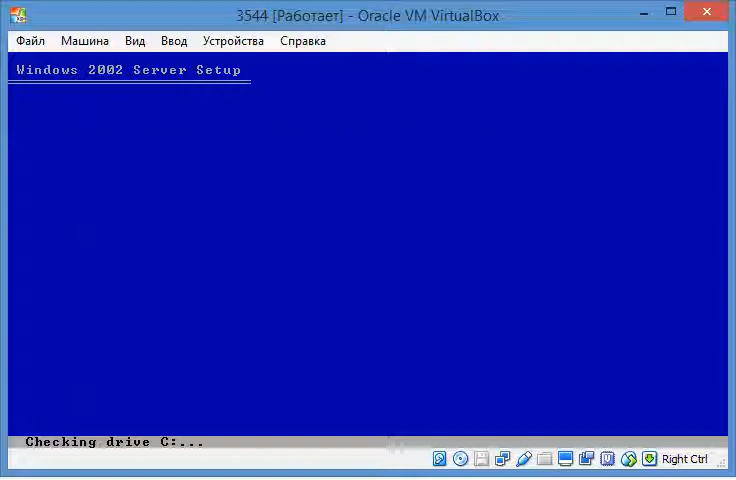 3544 [Работает] - Oracle VM VirtualBox
Файл Машина Вид Ввод Устройства Справка
Windows 2002 Server Setup
Checking drive C:...
Right Ctrl